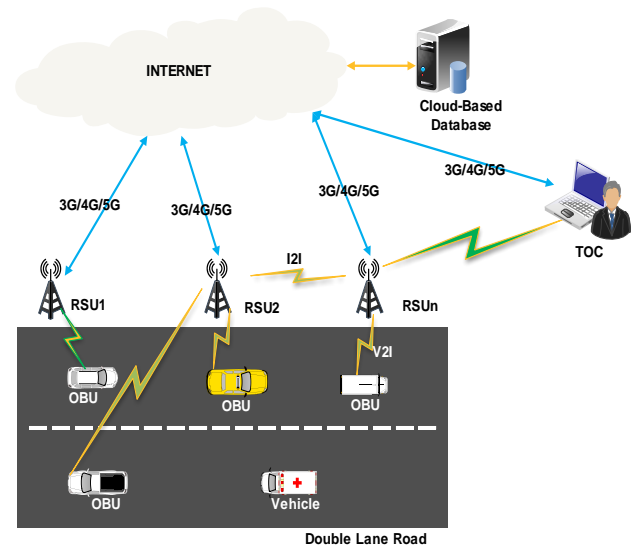 INTERNET
Cloud-Based
Database
3G/4G/5G
3G/4G/5G
3G/4G/5G
3G/4G/5G
TOC
I2I
RSU1
RSU2
RSUn
V2I
OBU
OBU
OBU
OBU
Vehicle
Double Lane Road